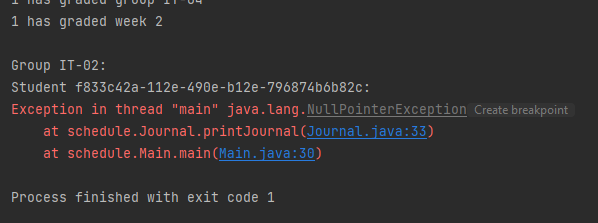 1 has graded group IT-04
1 has graded week 2
Group IT-02:
Student f833c42a-112e-490e-b12e-796874b6b82c:
Exception in thread "main" java.lang.NullPointerException Create breakpoint
at schedule.Journal.printJournal(Journal.java:33)
at schedule.Main.main(Main.java:30)
Process finished with exit code 1